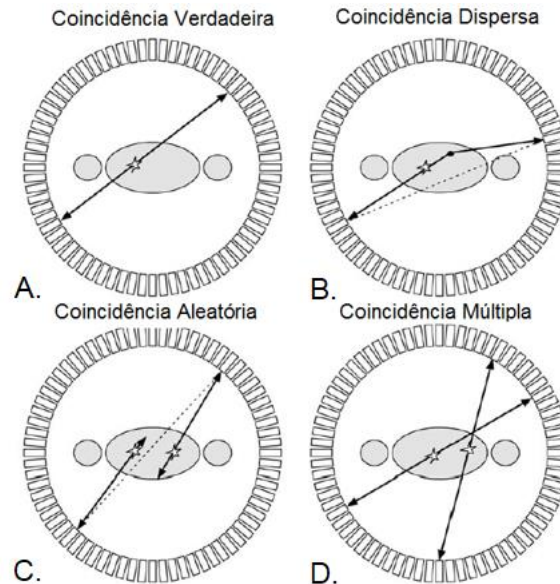 Coincidência Verdadeira
Coincidência Dispersa
A.
B.
Coincidência Aleatória
Coincidência Múltipla
C.
D.